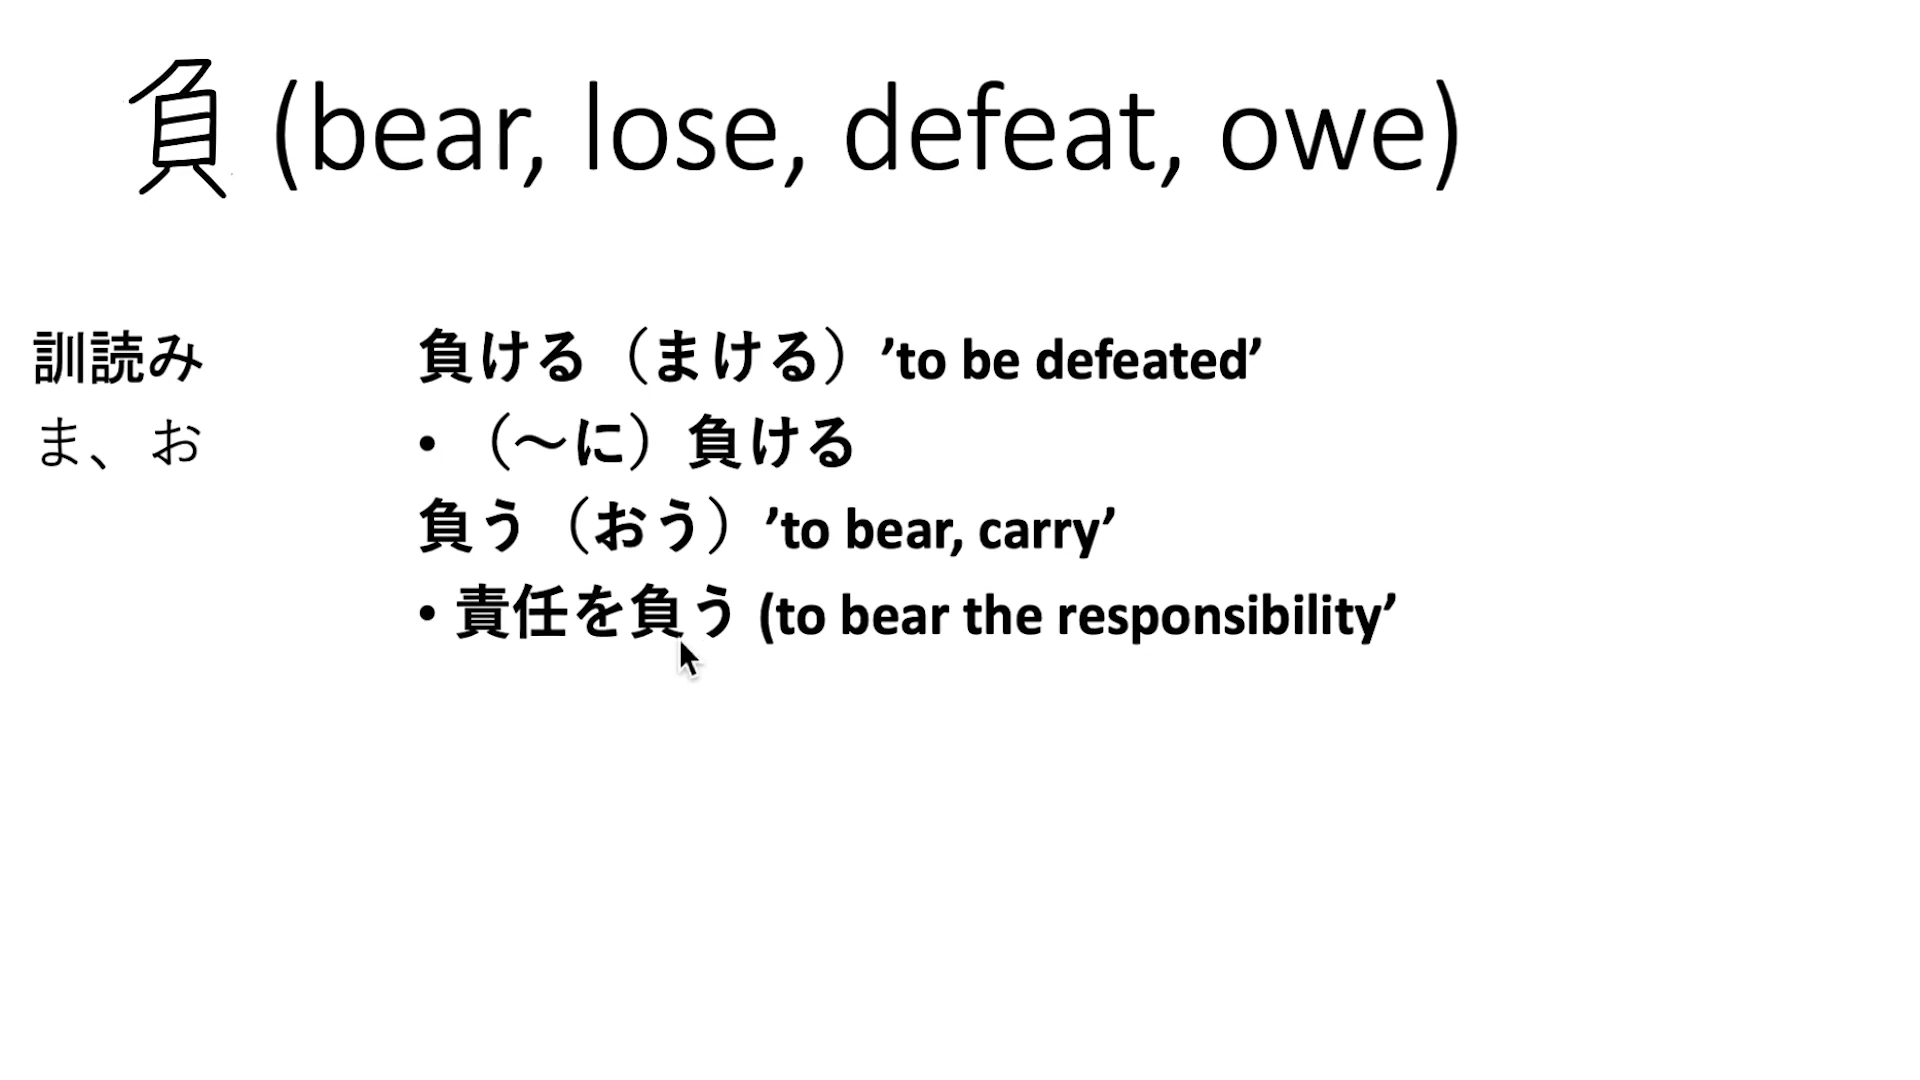 負 (bear, lose, defeat, owe)
訓読み
ま、お
負ける（まける）’to be defeated’
•（〜に）負ける
負う（おう）’to bear, carry’
• 責任を負う (to bear the responsibility’